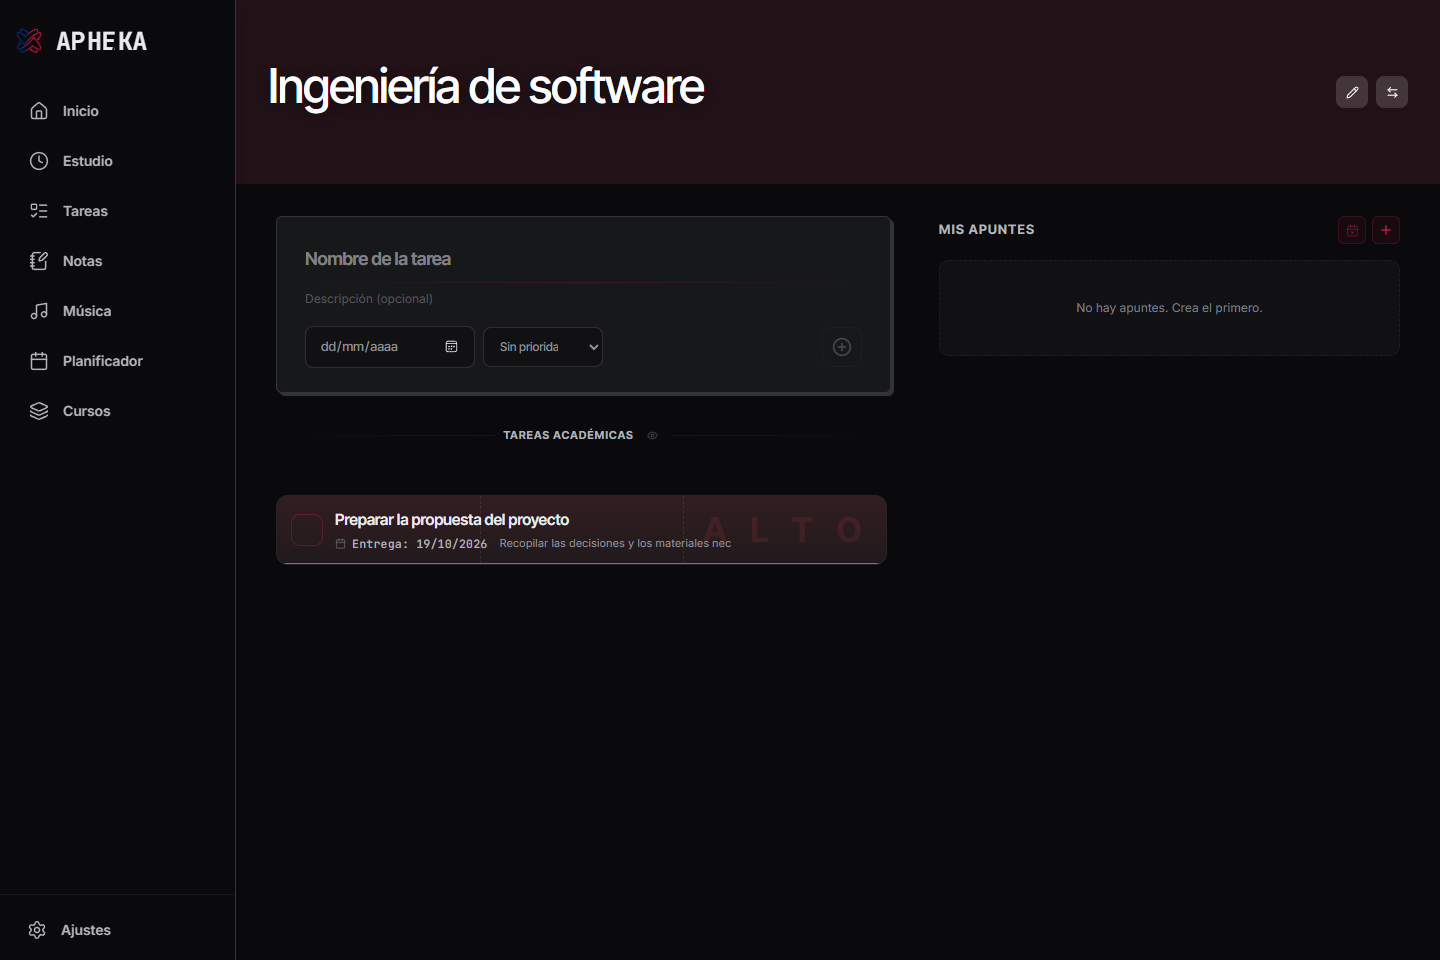 APHEKA
Inicio
Estudio
Tareas
Notas
Música
Planificador
Cursos
Ajustes
Ingeniería de software
Nombre de la tarea
Descripción (opcional)
dd/mm/aaaa
Sin priorida
TAREAS ACADÉMICAS
Preparar la propuesta del proyecto
Entrega: 19/10/2026 Recopilar las decisiones y los materiales nec
ALTO
MIS APUNTES
No hay apuntes. Crea el primero.